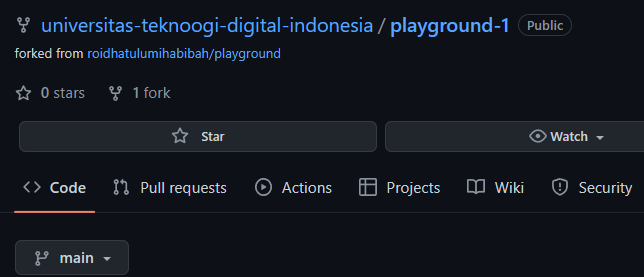 universitas-teknoogi-digital-indonesia / playground-1 Public
forked from roidhatulumihabibah/playground
0 stars 1 fork
Star Watch
Code Pull requests Actions Projects Wiki Security
main